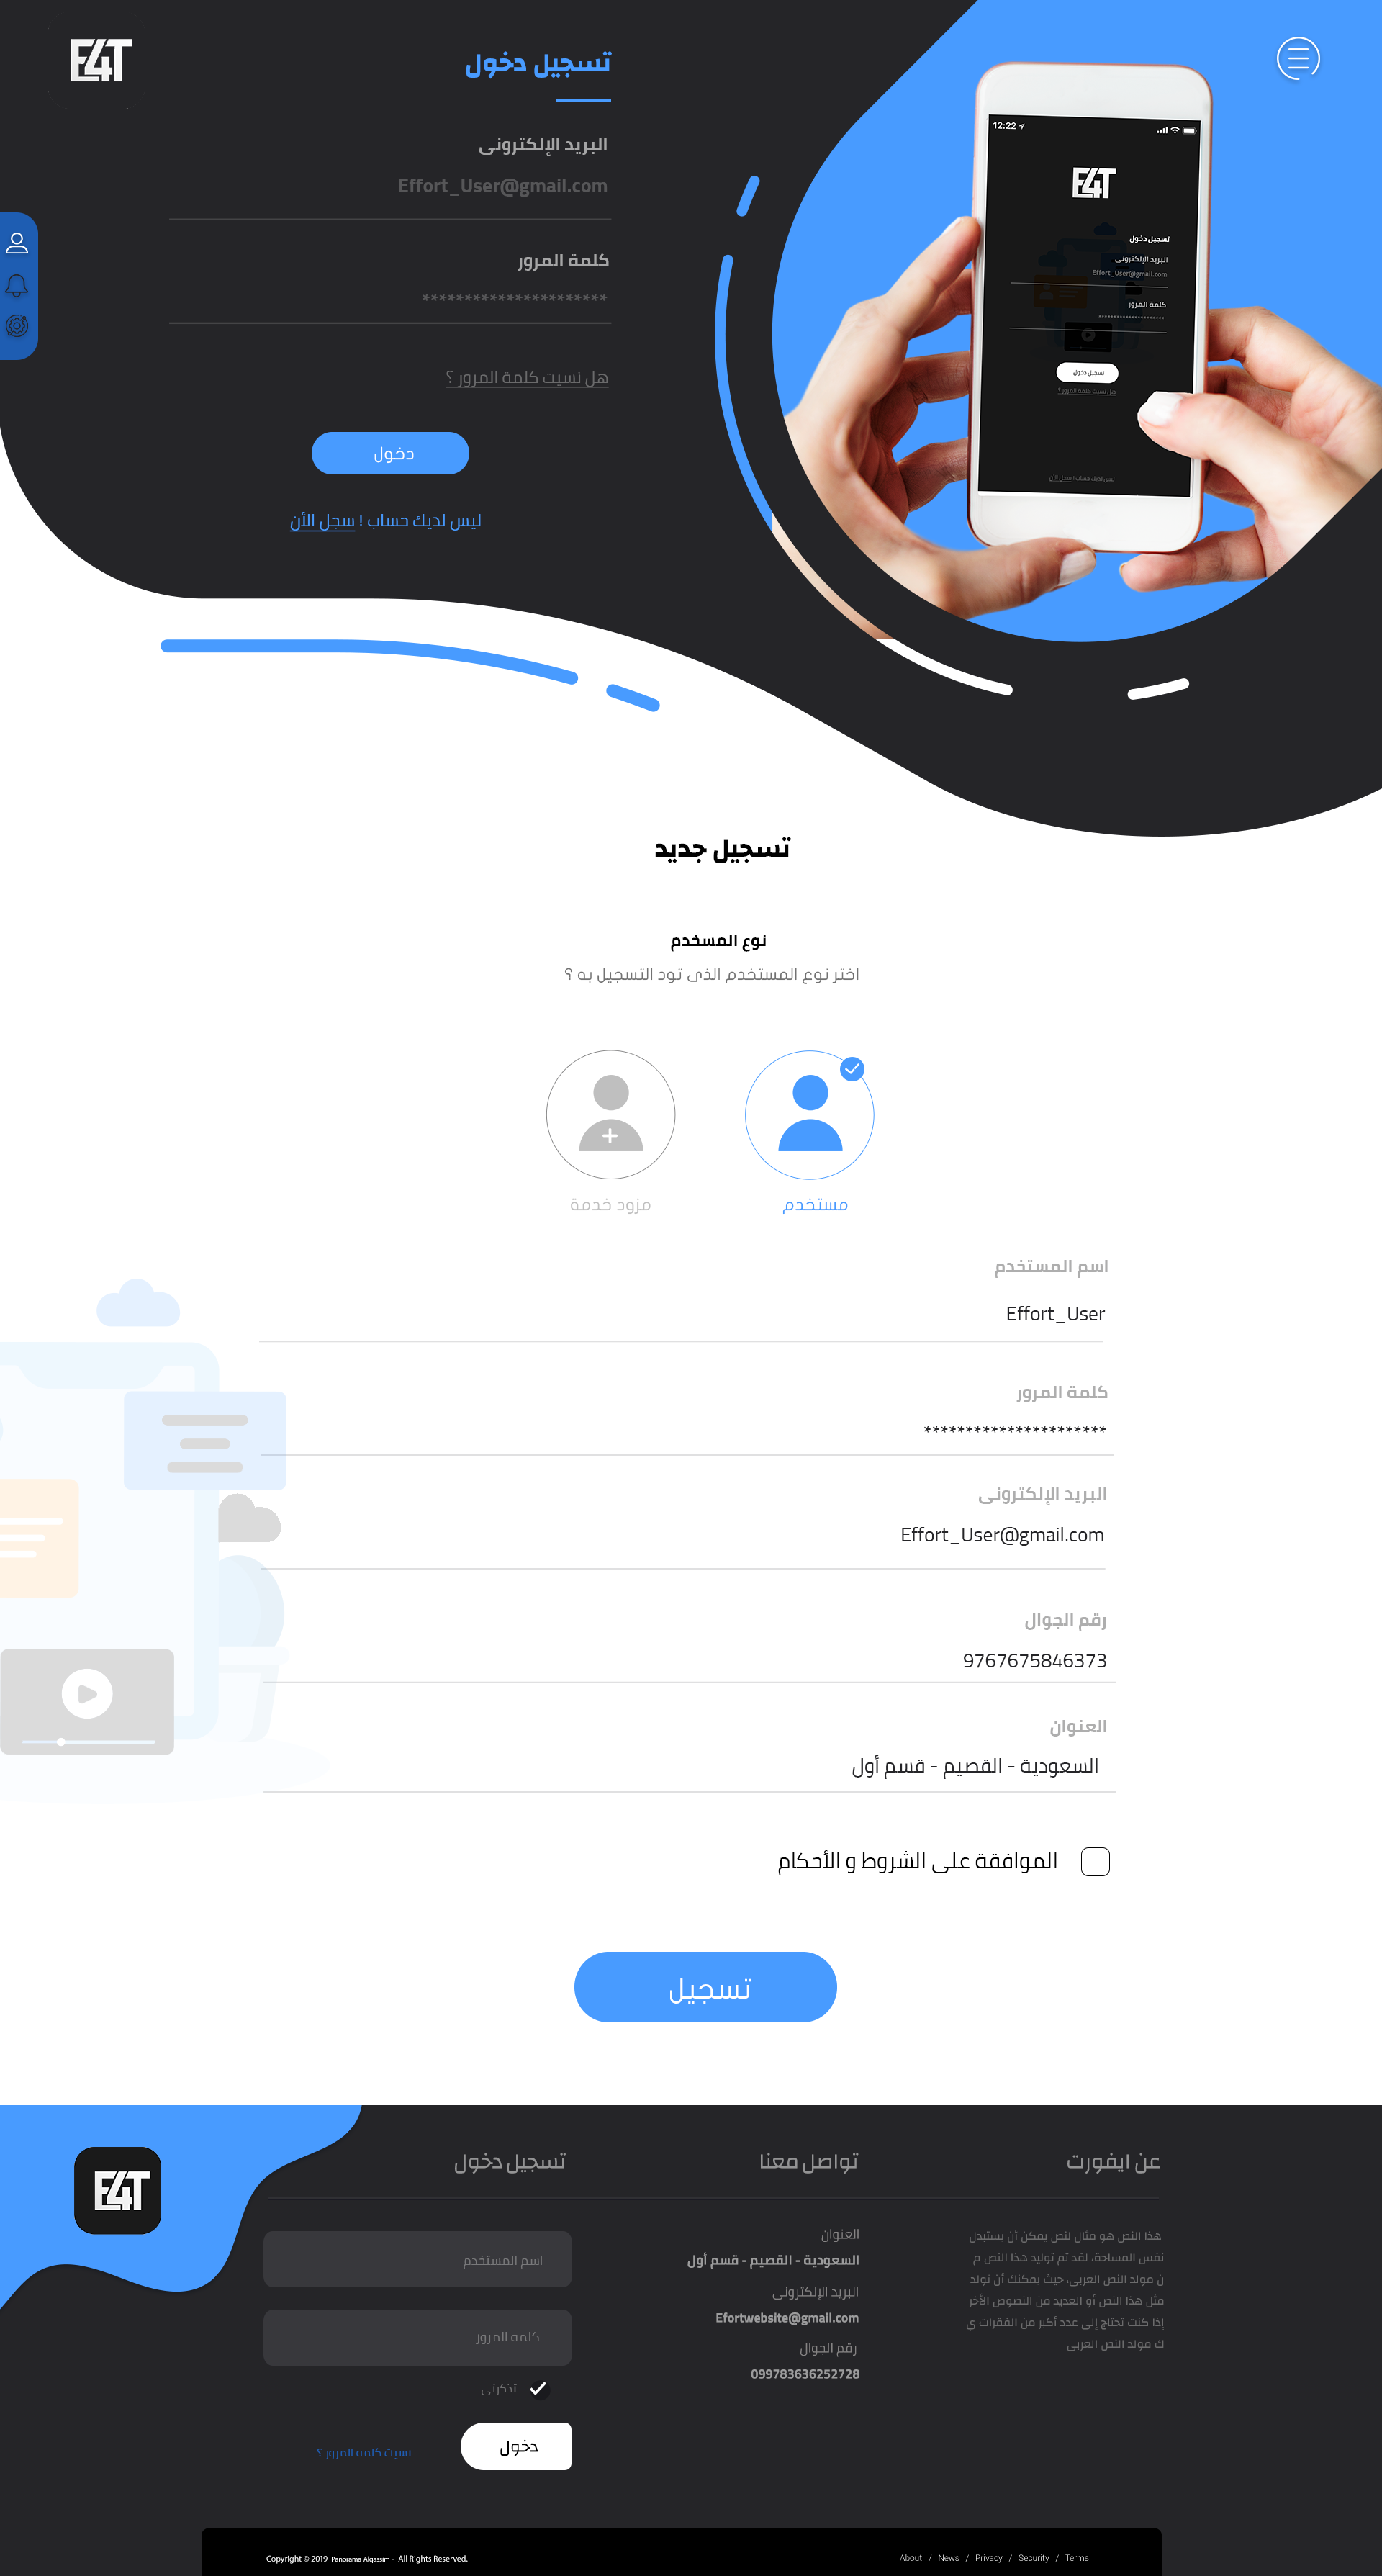 E4T
تسجيل دخول
البريد الإلكترونى
Effort_User@gmail.com
كلمة المرور
**********************
هل نسيت كلمة المرور ؟
دخول
ليس لديك حساب ! سجل الأن
12:22
E4T
تسجيل دخول
البريد الإلكترونى
Effort_User@gmail.com
كلمة المرور
**********************
تسجيل دخول
هل نسيت كلمة المرور ؟
ليس لديك حساب ! سجل الأن
تسجيل جديد
نوع المسخدم
اختر نوع المستخدم الذى تود التسجيل به ؟
مستخدم
مزود خدمة
اسم المستخدم
Effort_User
كلمة المرور
**********************
البريد الإلكترونى
Effort_User@gmail.com
رقم الجوال
9767675846373
العنوان
السعودية - القصيم - قسم أول
الموافقة على الشروط و الأحكام
تسجيل
عن ايفورت
هذا النص هو مثال لنص يمكن أن يستبدل
نفس المساحة، لقد تم توليد هذا النص م
ن مولد النص العربى، حيث يمكنك أن تولد
مثل هذا النص أو العديد من النصوص الأخر
إذا كنت تحتاج إلى عدد أكبر من الفقرات ي
ك مولد النص العربى
تواصل معنا
العنوان
السعودية - القصيم - قسم أول
البريد الإلكترونى
Efortwebsite@gmail.com
رقم الجوال
099783636252728
تسجيل دخول
اسم المستخدم
كلمة المرور
تذكرنى
دخول
نسيت كلمة المرور ؟
E4T
Copyright © 2019 Panorama Alqassim - All Rights Reserved.
About / News / Privacy / Security / Terms